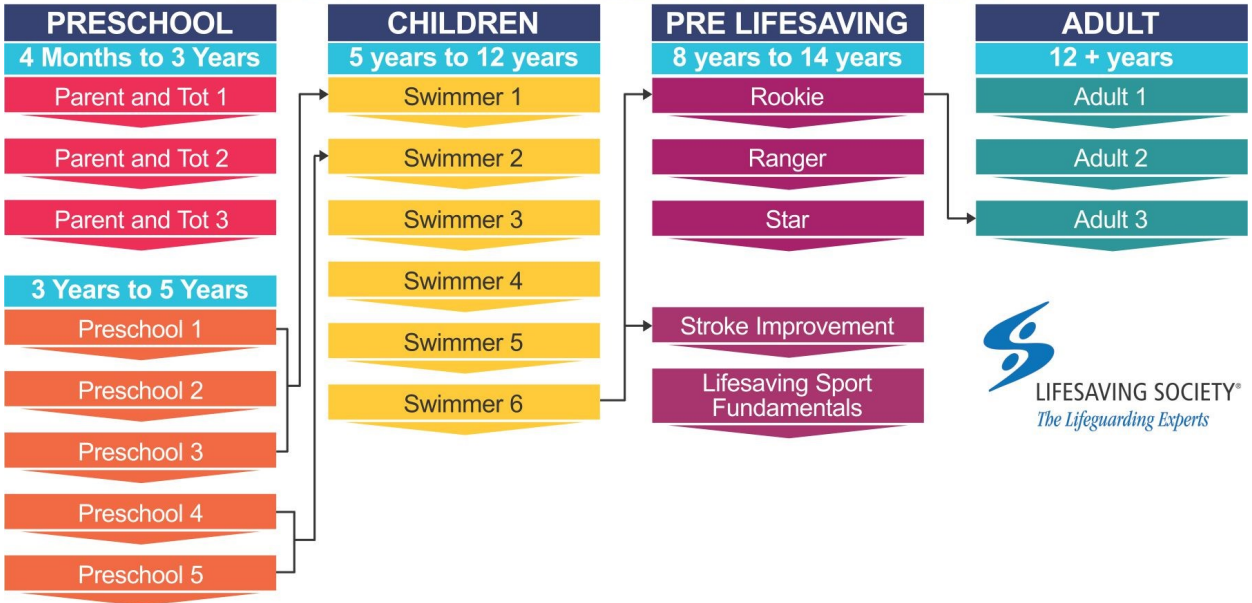 PRESCHOOL
4 Months to 3 Years
Parent and Tot 1
Parent and Tot 2
Parent and Tot 3
3 Years to 5 Years
Preschool 1
Preschool 2
Preschool 3
Preschool 4
Preschool 5
CHILDREN
5 years to 12 years
Swimmer 1
Swimmer 2
Swimmer 3
Swimmer 4
Swimmer 5
Swimmer 6
PRE LIFESAVING
8 years to 14 years
Rookie
Ranger
Star
Stroke Improvement
Lifesaving Sport
Fundamentals
ADULT
12 + years
Adult 1
Adult 2
Adult 3
LIFESAVING SOCIETY®
The Lifeguarding Experts